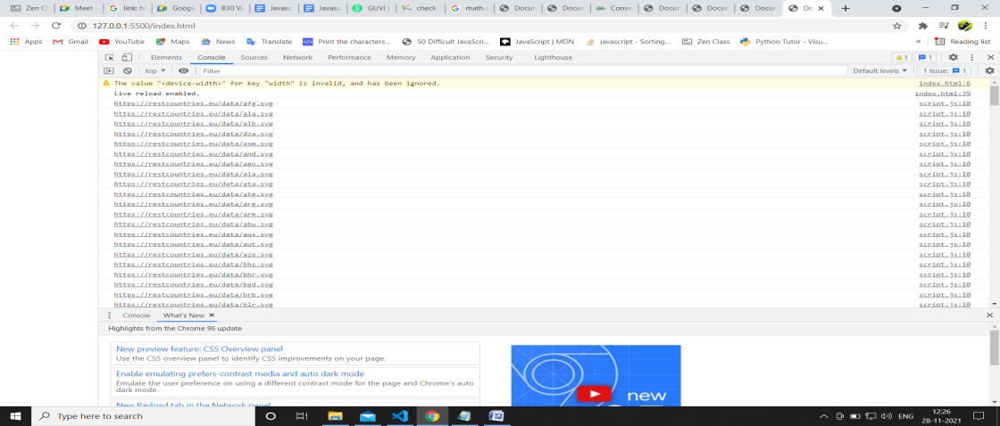 Zen Cl
Meet -
link: ht
Google
B30 W
Javasc
Javasc
GUVI |
check
math.a
Docum
Docum
Conve
Docum
Docum
Docum
Do
127.0.0.1:5500/index.html
Apps
Gmail
YouTube
Maps
News
Translate
Print the characters...
50 Difficult JavaScri...
JavaScript | MDN
javascript - Sorting...
Zen Class
Python Tutor - Visu...
»
Reading list
Elements
Console
Sources
Network
Performance
Memory
Application
Security
Lighthouse
1
1
top
Filter
Default levels
1 Issue: 1
The value "<device-width>" for key "width" is invalid, and has been ignored. index.html:6
Live reload enabled. index.html:39
https://restcountries.eu/data/afg.svg script.js:10
https://restcountries.eu/data/ala.svg script.js:10
https://restcountries.eu/data/alb.svg script.js:10
https://restcountries.eu/data/dza.svg script.js:10
https://restcountries.eu/data/asm.svg script.js:10
https://restcountries.eu/data/and.svg script.js:10
https://restcountries.eu/data/ago.svg script.js:10
https://restcountries.eu/data/aia.svg script.js:10
https://restcountries.eu/data/ata.svg script.js:10
https://restcountries.eu/data/atg.svg script.js:10
https://restcountries.eu/data/arg.svg script.js:10
https://restcountries.eu/data/arm.svg script.js:10
https://restcountries.eu/data/abw.svg script.js:10
https://restcountries.eu/data/aus.svg script.js:10
https://restcountries.eu/data/aut.svg script.js:10
https://restcountries.eu/data/aze.svg script.js:10
https://restcountries.eu/data/bhs.svg script.js:10
https://restcountries.eu/data/bhr.svg script.js:10
https://restcountries.eu/data/bgd.svg script.js:10
https://restcountries.eu/data/brb.svg script.js:10
https://restcountries.eu/data/blr.svg script.js:10
Console
What's New
Highlights from the Chrome 96 update
New preview feature: CSS Overview panel
Use the CSS overview panel to identify CSS improvements on your page.
Enable emulating prefers-contrast media and auto dark mode
Emulate the user preference on using a different contrast mode for the page and Chrome's auto
dark mode.
New Payload tab in the Network panel
new
Type here to search
ENG
12:26
28-11-2021